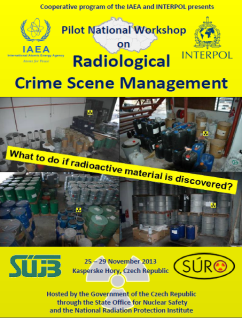 Cooperative program of the IAEA and INTERPOL presents
Pilot National Workshop
on
Radiological
Crime Scene Management
IAEA
International Atomic Energy Agency
Atoms for Peace
INTERPOL
What to do if radioactive material is discovered?
SÚJB
25 – 29 November 2013
Kasperske Hory, Czech Republic
SÚRO
Hosted by the Government of the Czech Republic
through the State Office for Nuclear Safety
and the National Radiation Protection Institute